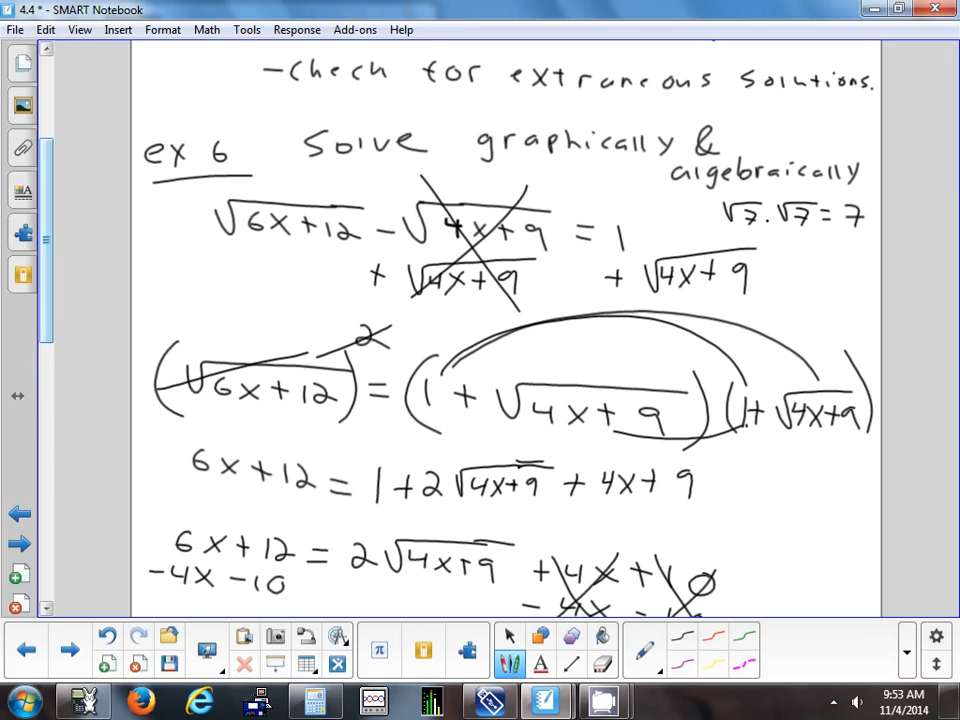 4.4 * - SMART Notebook
File Edit View Insert Format Math Tools Response Add-ons Help
-check for extraneous solutions.
ex 6 Solve graphically & algebraically
√7 · √7 = 7
√6x+12 - √4x+9 = 1
+ √4x+9 + √4x+9
(√6x+12)² = (1 + √4x+9)(1+√4x+9)
6x+12 = 1+2√4x+9 + 4x+9
6x+12 = 2√4x+9 +4x+10
-4x -10 -4x -10
9:53 AM
11/4/2014